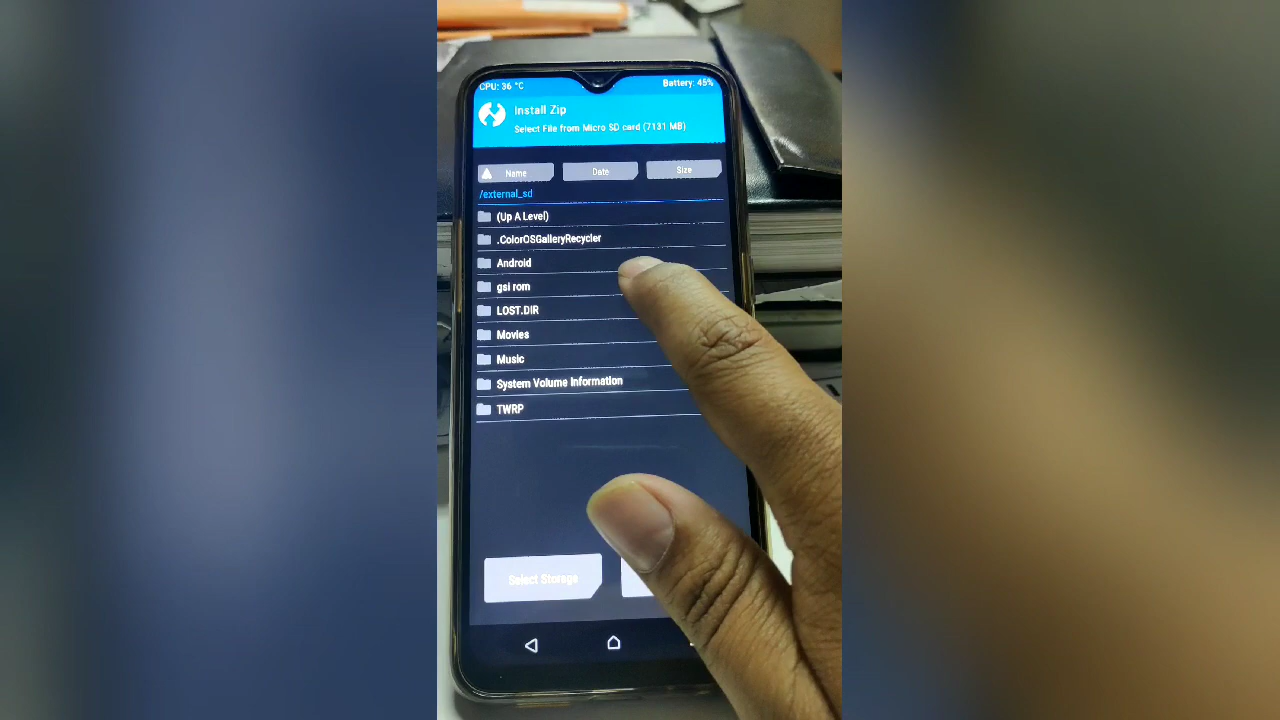 CPU: 36 °C
Battery: 45%
Install Zip
Select File from Micro SD card (7131 MB)
Name
Date
Size
/external_sd
(Up A Level)
.ColorOSGalleryRecycler
Android
gsi rom
LOST.DIR
Movies
Music
System Volume Information
TWRP
Select Storage